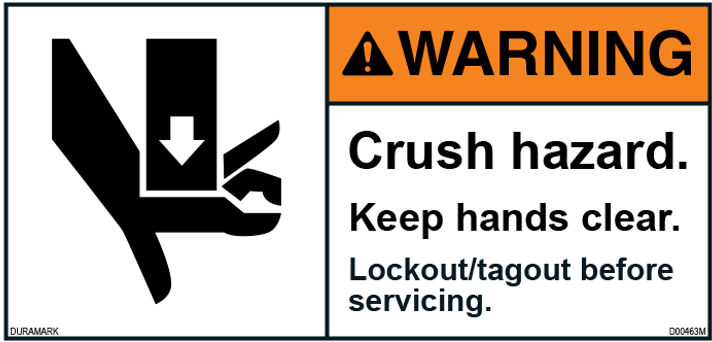 WARNING
Crush hazard.
Keep hands clear.
Lockout/tagout before
servicing.
DURAMARK
D00463M